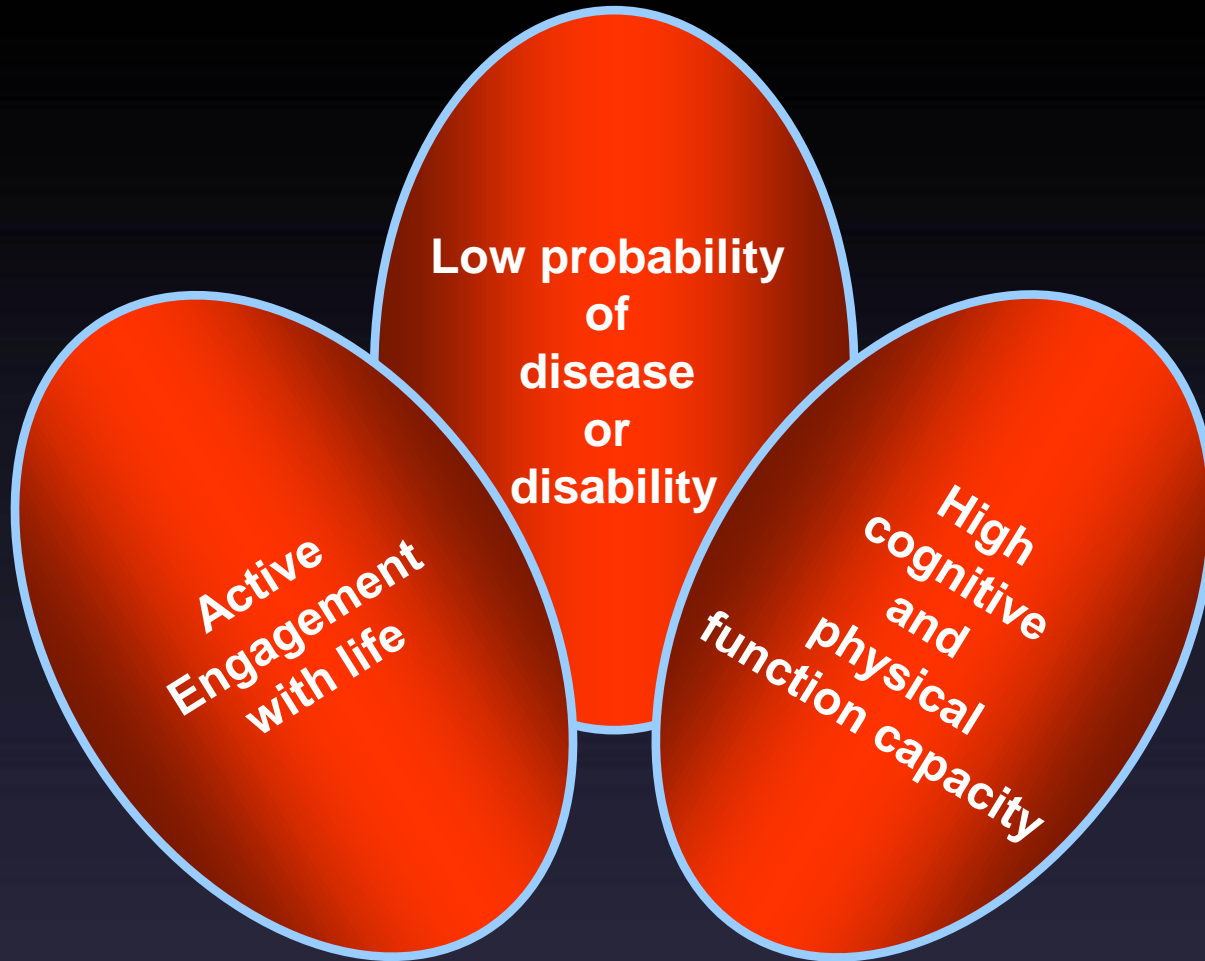 Low probability
of
disease
or
disability
Active
Engagement
with life
High
cognitive
and
physical
function capacity